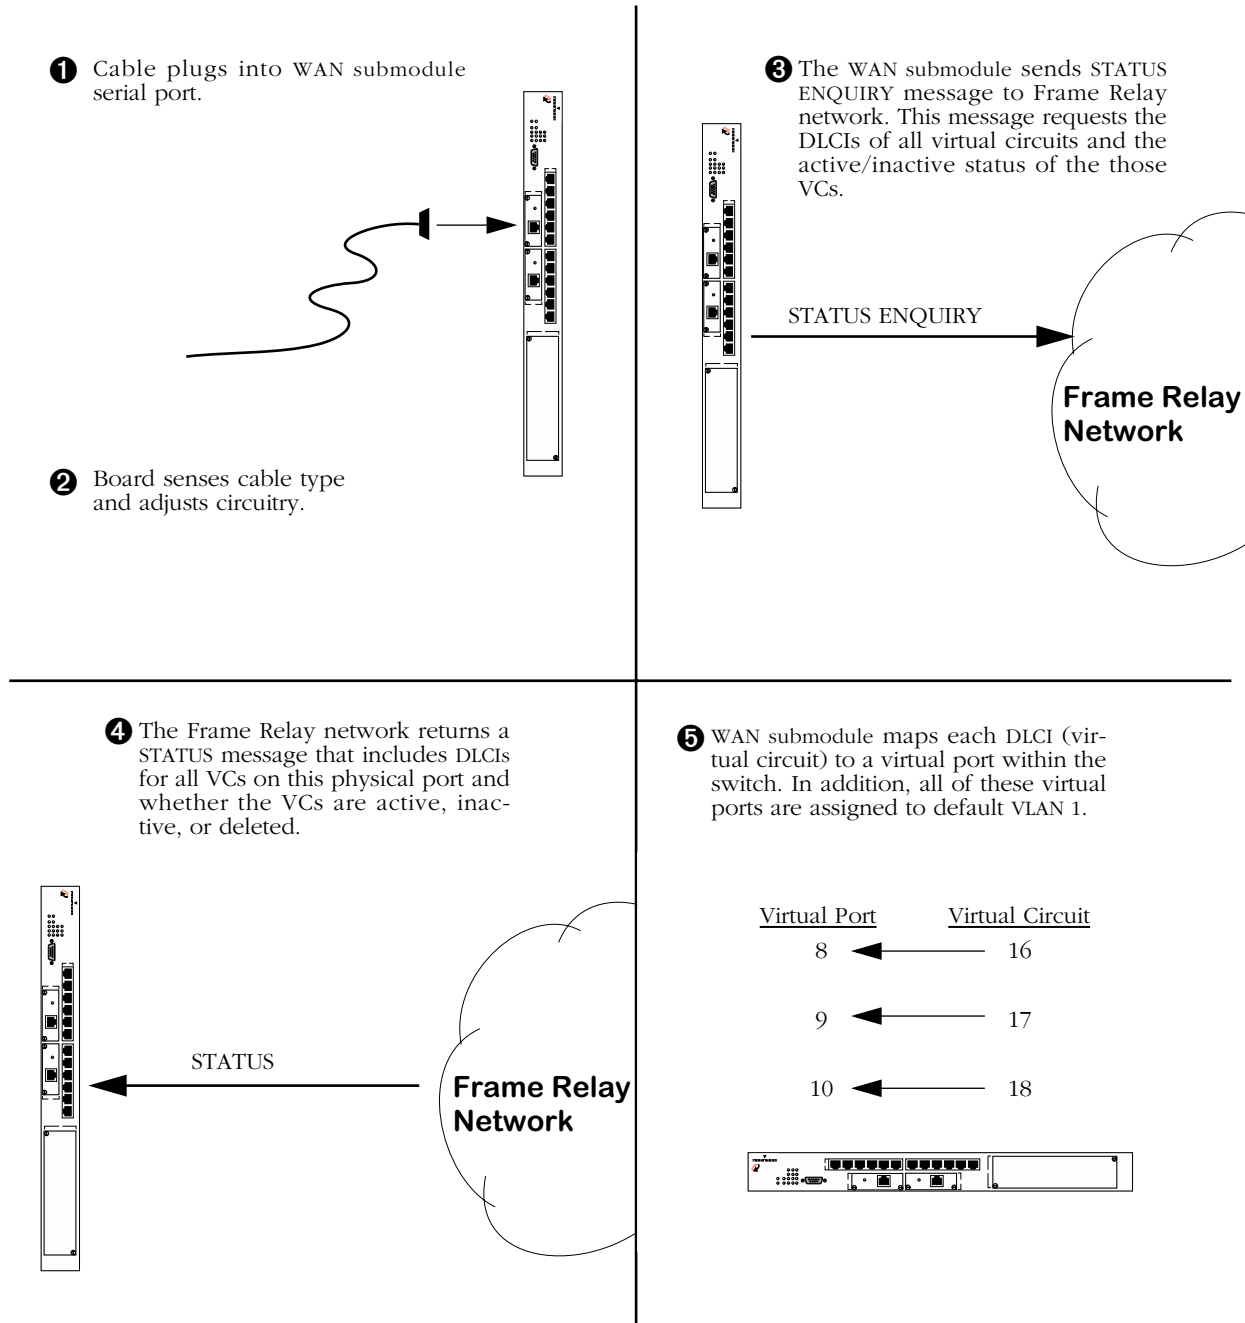 ❶ Cable plugs into WAN submodule
serial port.
❷ Board senses cable type
and adjusts circuitry.
❸ The WAN submodule sends STATUS
ENQUIRY message to Frame Relay
network. This message requests the
DLCIs of all virtual circuits and the
active/inactive status of the those
VCs.
STATUS ENQUIRY
Frame Relay
Network
❹ The Frame Relay network returns a
STATUS message that includes DLCIs
for all VCs on this physical port and
whether the VCs are active, inac-
tive, or deleted.
STATUS
Frame Relay
Network
❺ WAN submodule maps each DLCI (vir-
tual circuit) to a virtual port within the
switch. In addition, all of these virtual
ports are assigned to default VLAN 1.
Virtual Port Virtual Circuit
8 16
9 17
10 18